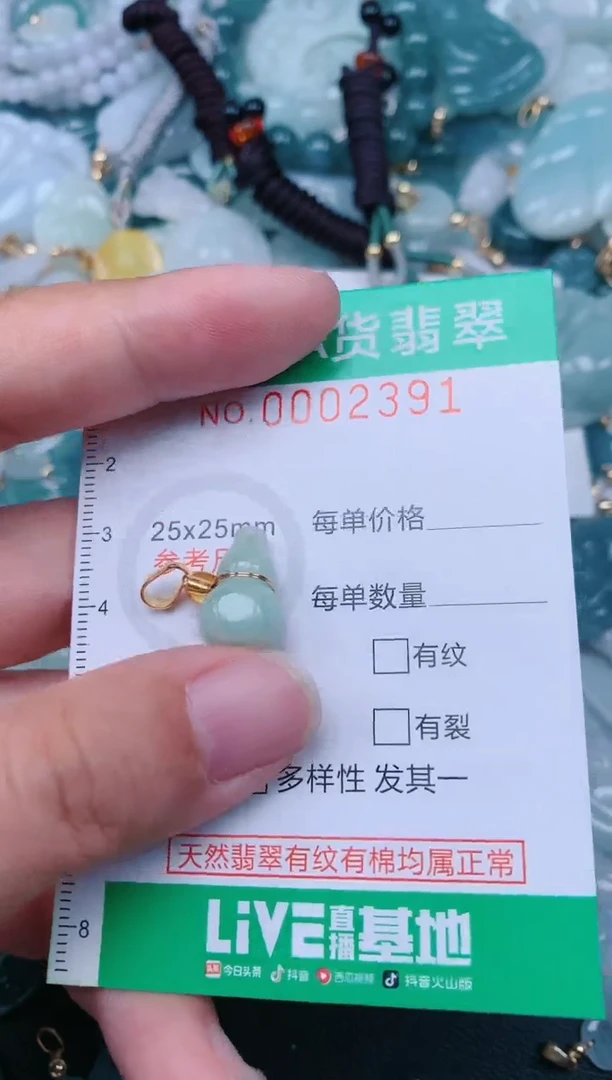 货翡翠
NO.0002391
2
25x25mm
每单价格
3
参考
4
每单数量
有纹
有裂
多样性 发其一
天然翡翠有纹有棉均属正常
8
LiVE直播基地
今日头条 抖音 西瓜视频 抖音火山版